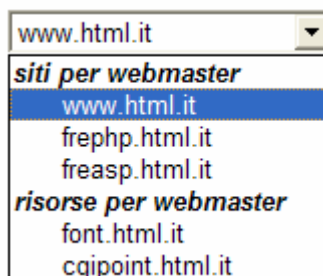 www.html.it
siti per webmaster
www.html.it
frephp.html.it
freasp.html.it
risorse per webmaster
font.html.it
cgipoint.html.it